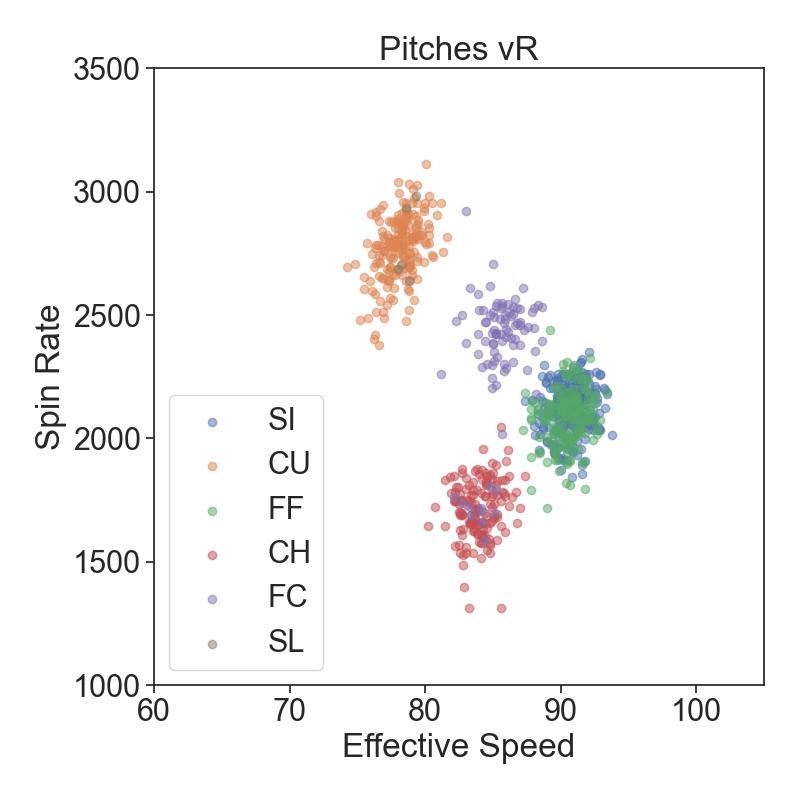 Pitches vR
3500
3000
2500
2000
1500
1000
Spin Rate
SI
CU
FF
CH
FC
SL
60 70 80 90 100
Effective Speed